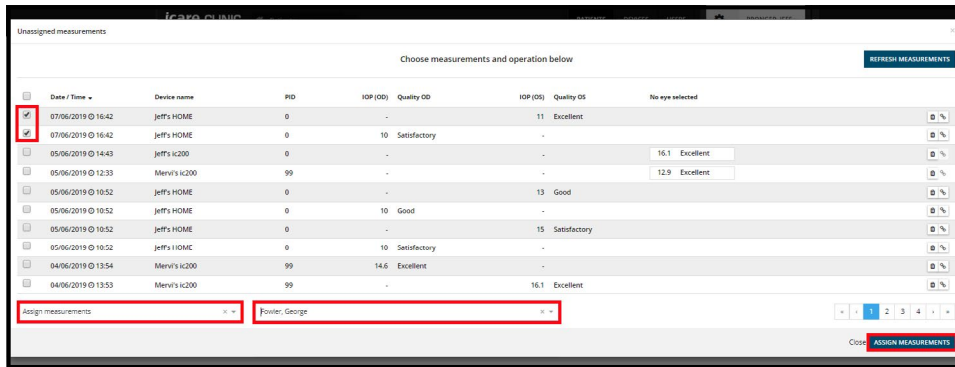 icare CLINIC PATIENTS DEVICES USERS PRONGER JEFF
Unassigned measurements ×
Choose measurements and operation below REFRESH MEASUREMENTS
Date / Time Device name PID IOP (OD) Quality OD IOP (OS) Quality OS No eye selected
07/06/2019 16:42 Jeff's HOME 0 - 11 Excellent
07/06/2019 16:42 Jeff's HOME 0 10 Satisfactory -
05/06/2019 14:43 Jeff's ic200 0 - - 16.1 Excellent
05/06/2019 12:33 Mervi's ic200 99 - - 12.9 Excellent
05/06/2019 10:52 Jeff's HOME 0 - 13 Good
05/06/2019 10:52 Jeff's HOME 0 10 Good -
05/06/2019 10:52 Jeff's HOME 0 - 15 Satisfactory
05/06/2019 10:52 Jeff's HOME 0 10 Satisfactory -
04/06/2019 13:54 Mervi's ic200 99 14.6 Excellent -
04/06/2019 13:53 Mervi's ic200 99 - 16.1 Excellent
Assign measurements × Fowler, George × « ‹ 1 2 3 4 › »
Close ASSIGN MEASUREMENTS